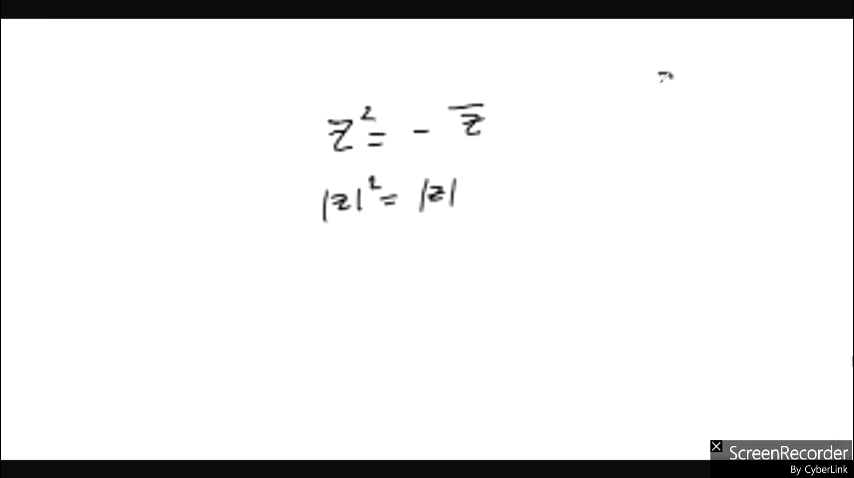 z² = - z̅
|z|² = |z|
ScreenRecorder
By CyberLink